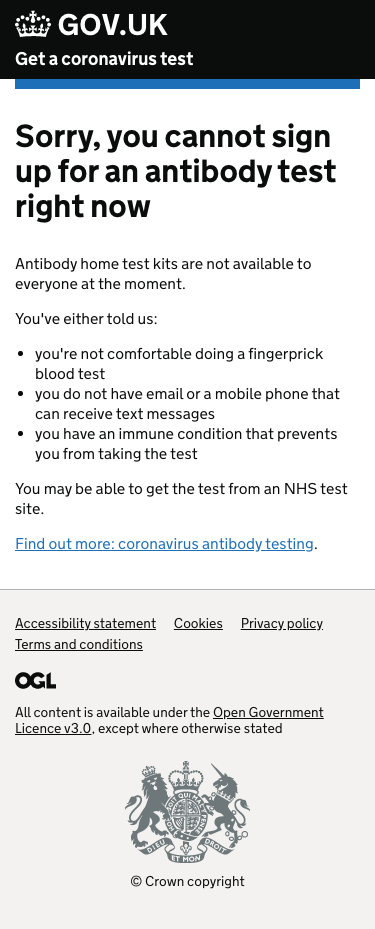 GOV.UK
Get a coronavirus test
Sorry, you cannot sign
up for an antibody test
right now
Antibody home test kits are not available to
everyone at the moment.
You've either told us:
• you're not comfortable doing a fingerprick
blood test
• you do not have email or a mobile phone that
can receive text messages
• you have an immune condition that prevents
you from taking the test
You may be able to get the test from an NHS test
site.
Find out more: coronavirus antibody testing.
Accessibility statement Cookies Privacy policy
Terms and conditions
OGL
All content is available under the Open Government
Licence v3.0, except where otherwise stated
DIEU ET MON DROIT
© Crown copyright